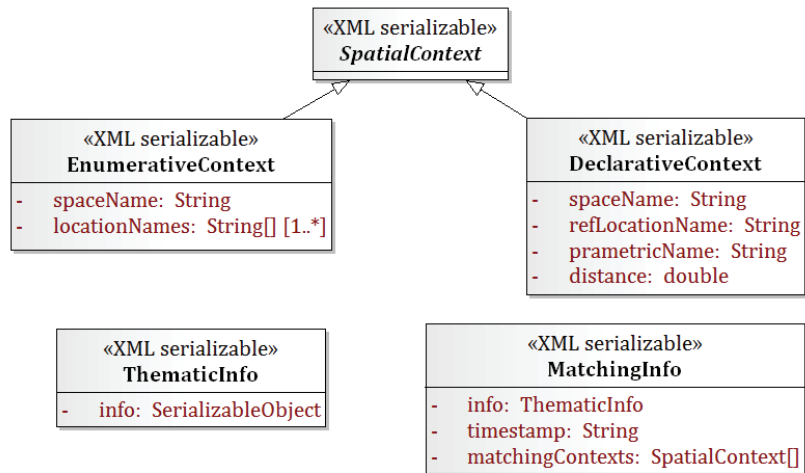 «XML serializable»
SpatialContext
«XML serializable»
EnumerativeContext
- spaceName: String
- locationNames: String[] [1..*]
«XML serializable»
DeclarativeContext
- spaceName: String
- refLocationName: String
- prametricName: String
- distance: double
«XML serializable»
ThematicInfo
- info: SerializableObject
«XML serializable»
MatchingInfo
- info: ThematicInfo
- timestamp: String
- matchingContexts: SpatialContext[]